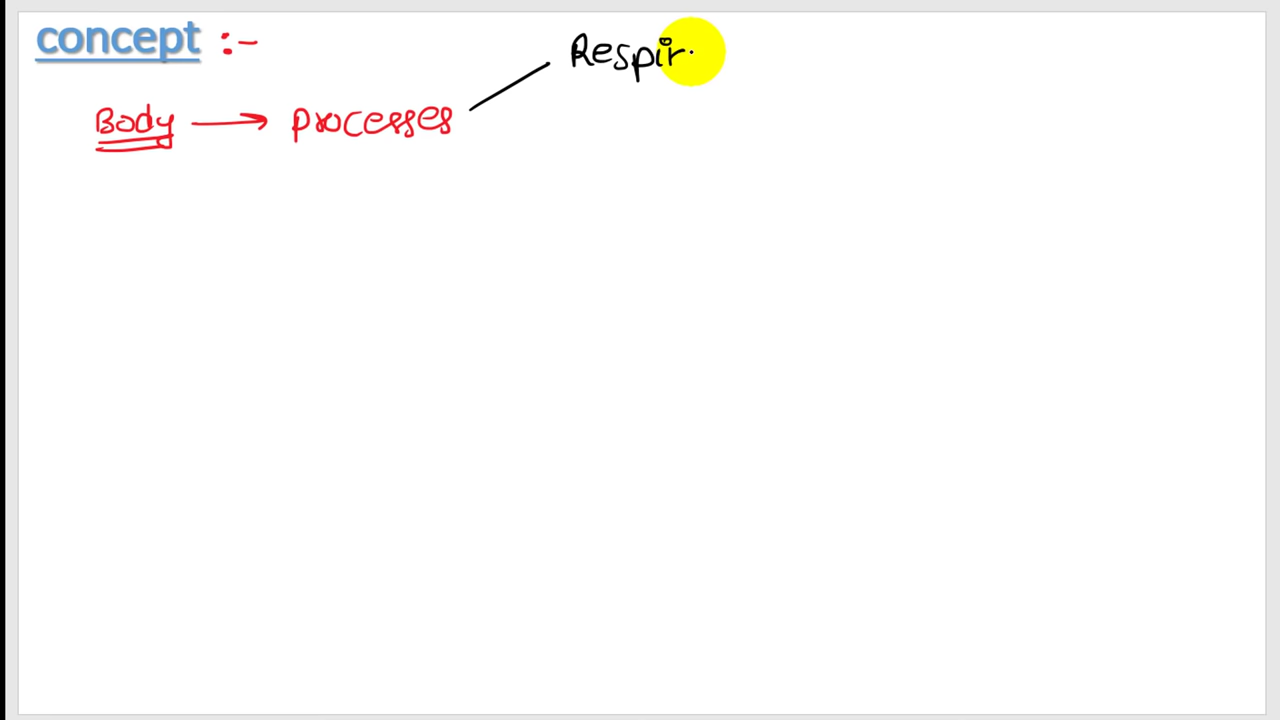 concept :-
Respir
Body → processes